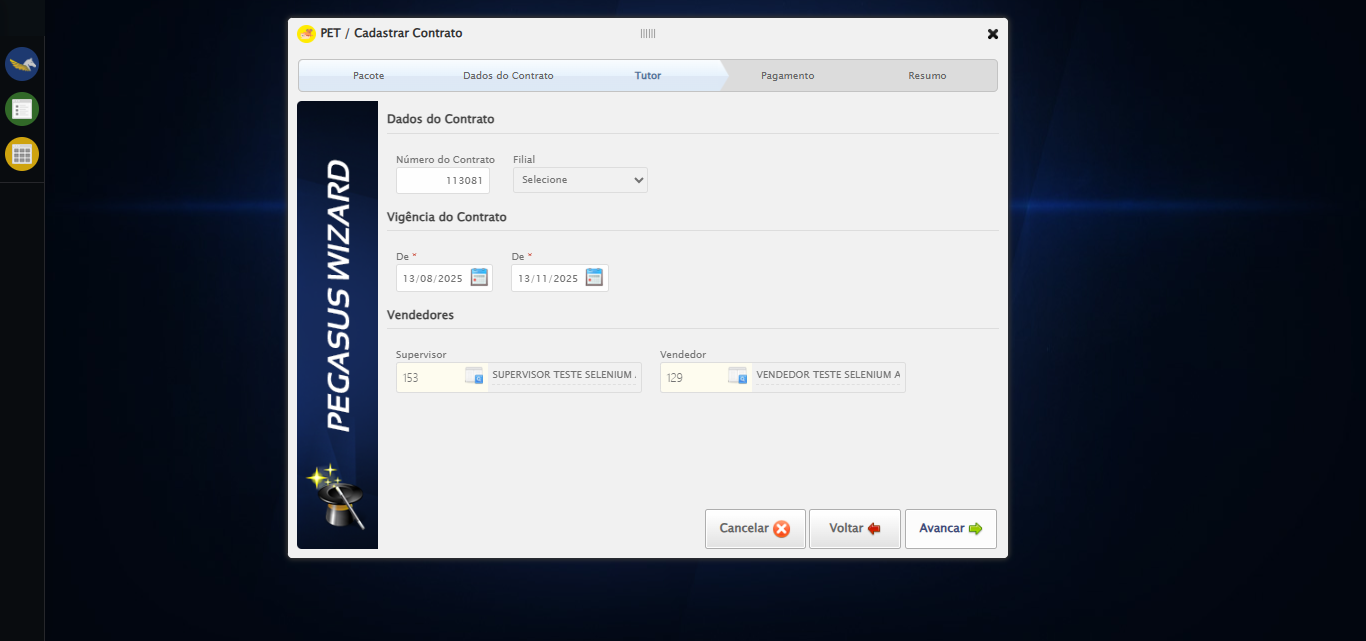 PET / Cadastrar Contrato
Pacote Dados do Contrato Tutor Pagamento Resumo
PEGASUS WIZARD
Dados do Contrato
Número do Contrato Filial
113081 Selecione
Vigência do Contrato
De * De *
13/08/2025 13/11/2025
Vendedores
Supervisor Vendedor
153 SUPERVISOR TESTE SELENIUM 129 VENDEDOR TESTE SELENIUM A
Cancelar Voltar Avancar